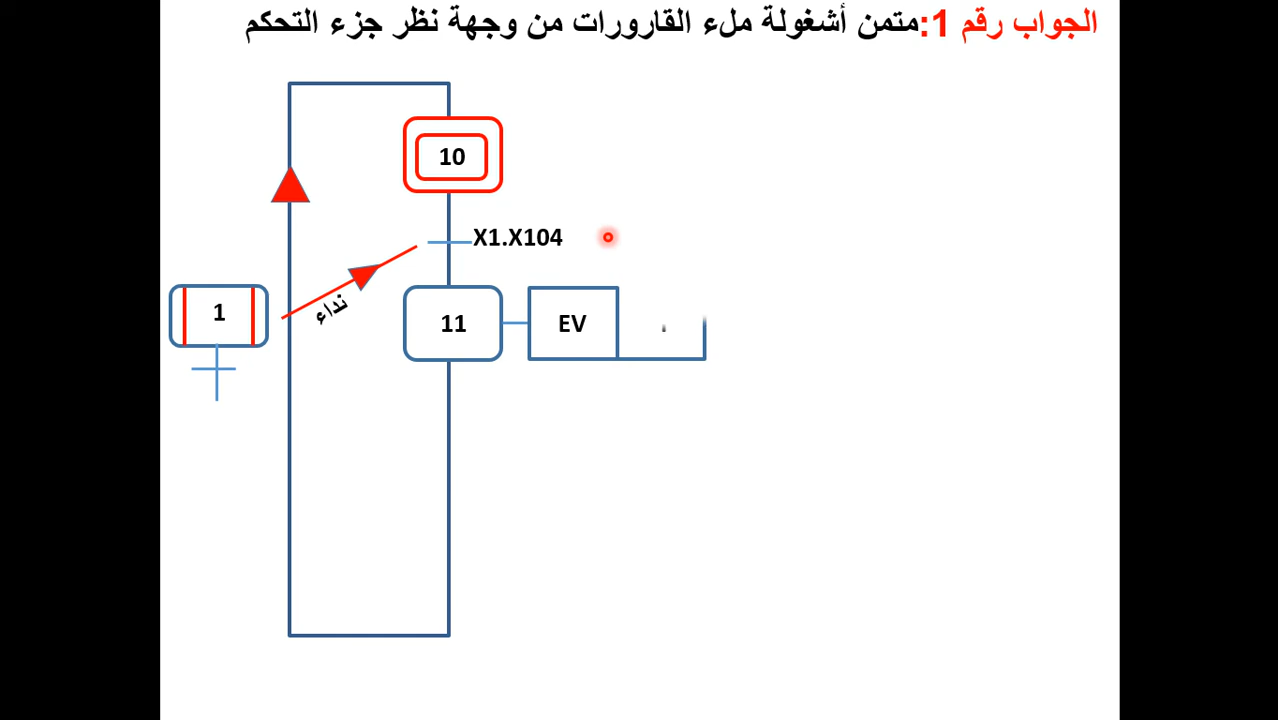 الجواب رقم 1:متمن أشغولة ملء القارورات من وجهة نظر جزء التحكم
10
X1.X104
نداء
1
11
EV